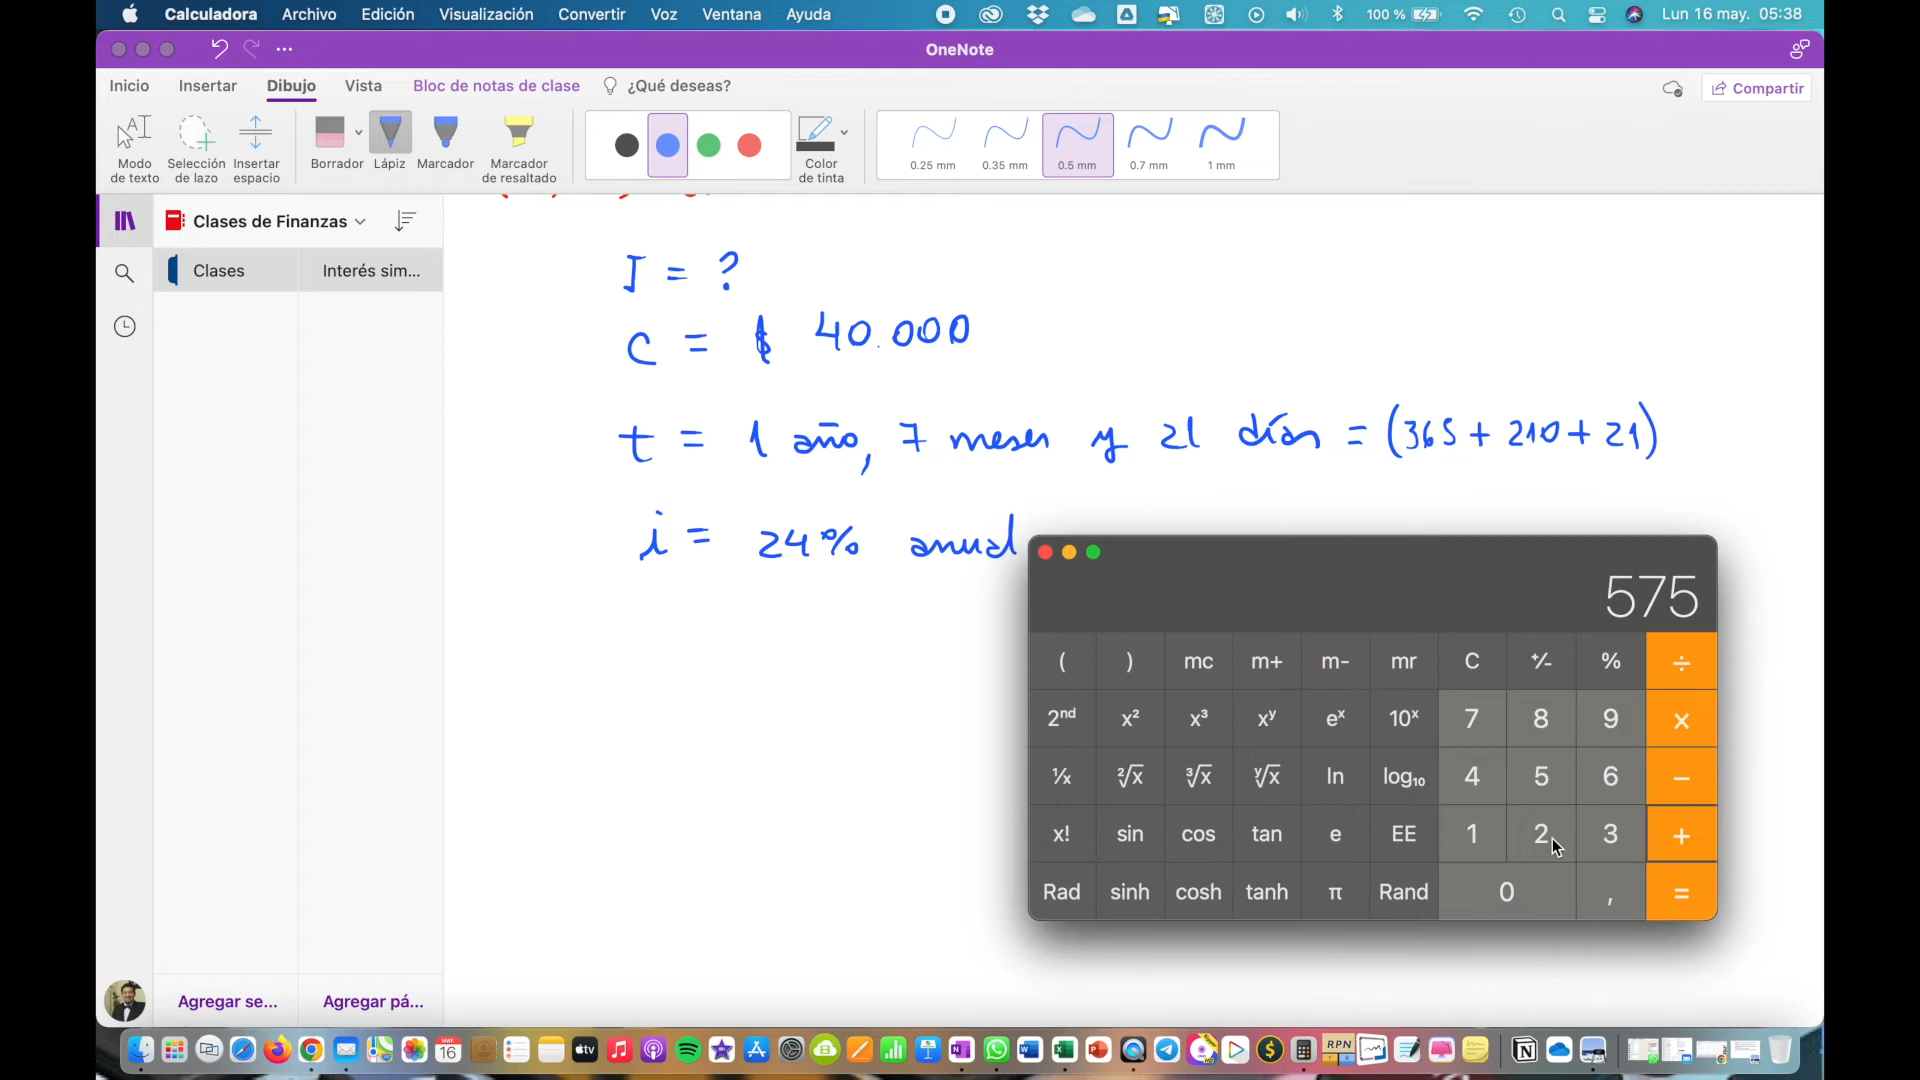 Calculadora Archivo Edición Visualización Convertir Voz Ventana Ayuda 100 % Lun 16 may. 05:38
OneNote
Inicio Insertar Dibujo Vista Bloc de notas de clase ¿Qué deseas? Compartir
Modo de texto
Selección de lazo
Insertar espacio
Borrador
Lápiz
Marcador
Marcador de resaltado
Color de tinta
0.25 mm 0.35 mm 0.5 mm 0.7 mm 1 mm
Clases de Finanzas
Clases Interés sim...
I = ?
C = $ 40.000
t = 1 año, 7 meses y 21 días = (365 + 210 + 21)
i = 24% anual
575
( ) mc m+ m- mr C +/- % ÷
2nd x² x³ xʸ eˣ 10ˣ 7 8 9 ×
1/x ²√x ³√x ʸ√x ln log₁₀ 4 5 6 −
x! sin cos tan e EE 1 2 3 +
Rad sinh cosh tanh π Rand 0 , =
Agregar se... Agregar pá...
MAY. 16
tv
RPN